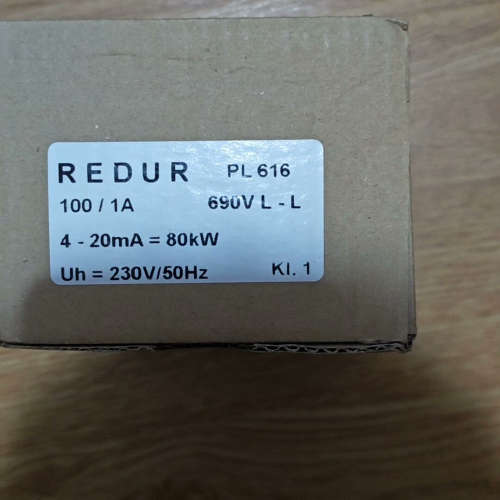 REDUR PL 616
100 / 1A 690V L - L
4 - 20mA = 80kW
Uh = 230V/50Hz Kl. 1